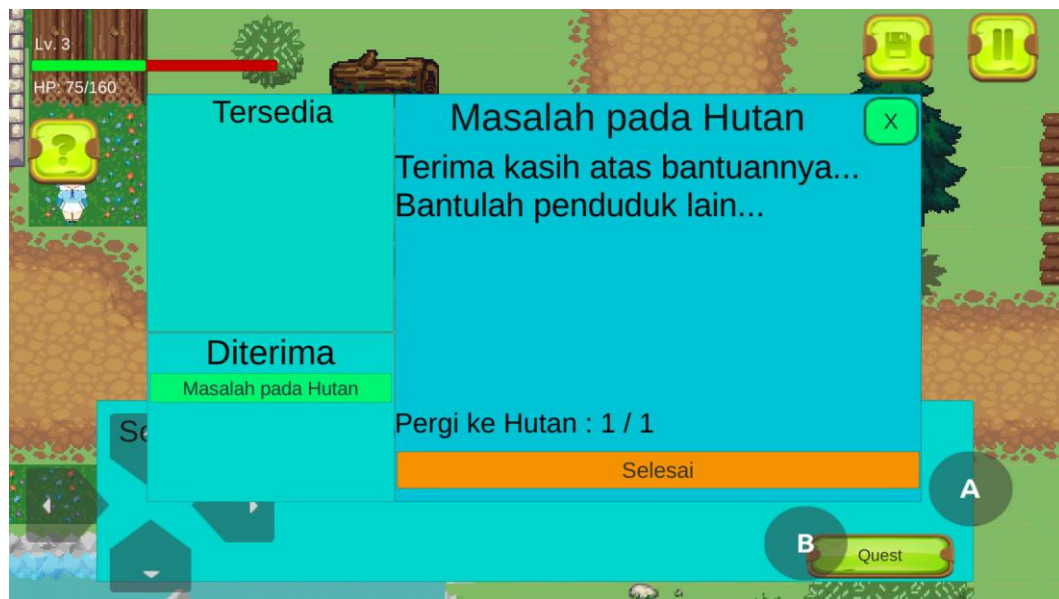 Lv. 3
HP: 75/160
?
Tersedia
Masalah pada Hutan
X
Terima kasih atas bantuannya...
Bantulah penduduk lain...
Diterima
Masalah pada Hutan
Pergi ke Hutan : 1 / 1
Selesai
Se
A
B
Quest